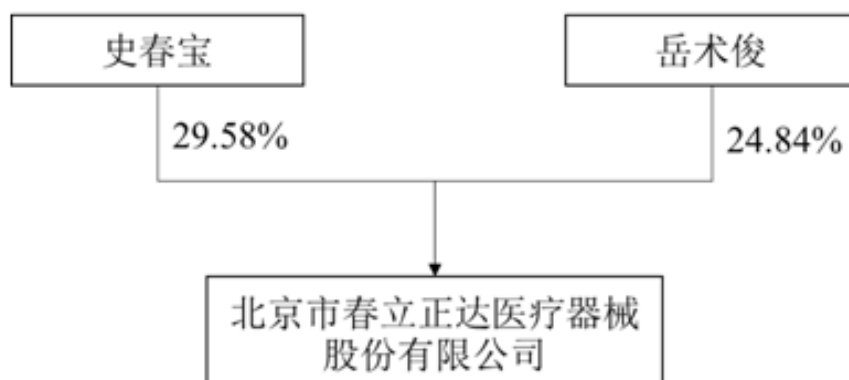 史春宝
岳术俊
29.58%
24.84%
北京市春立正达医疗器械
股份有限公司